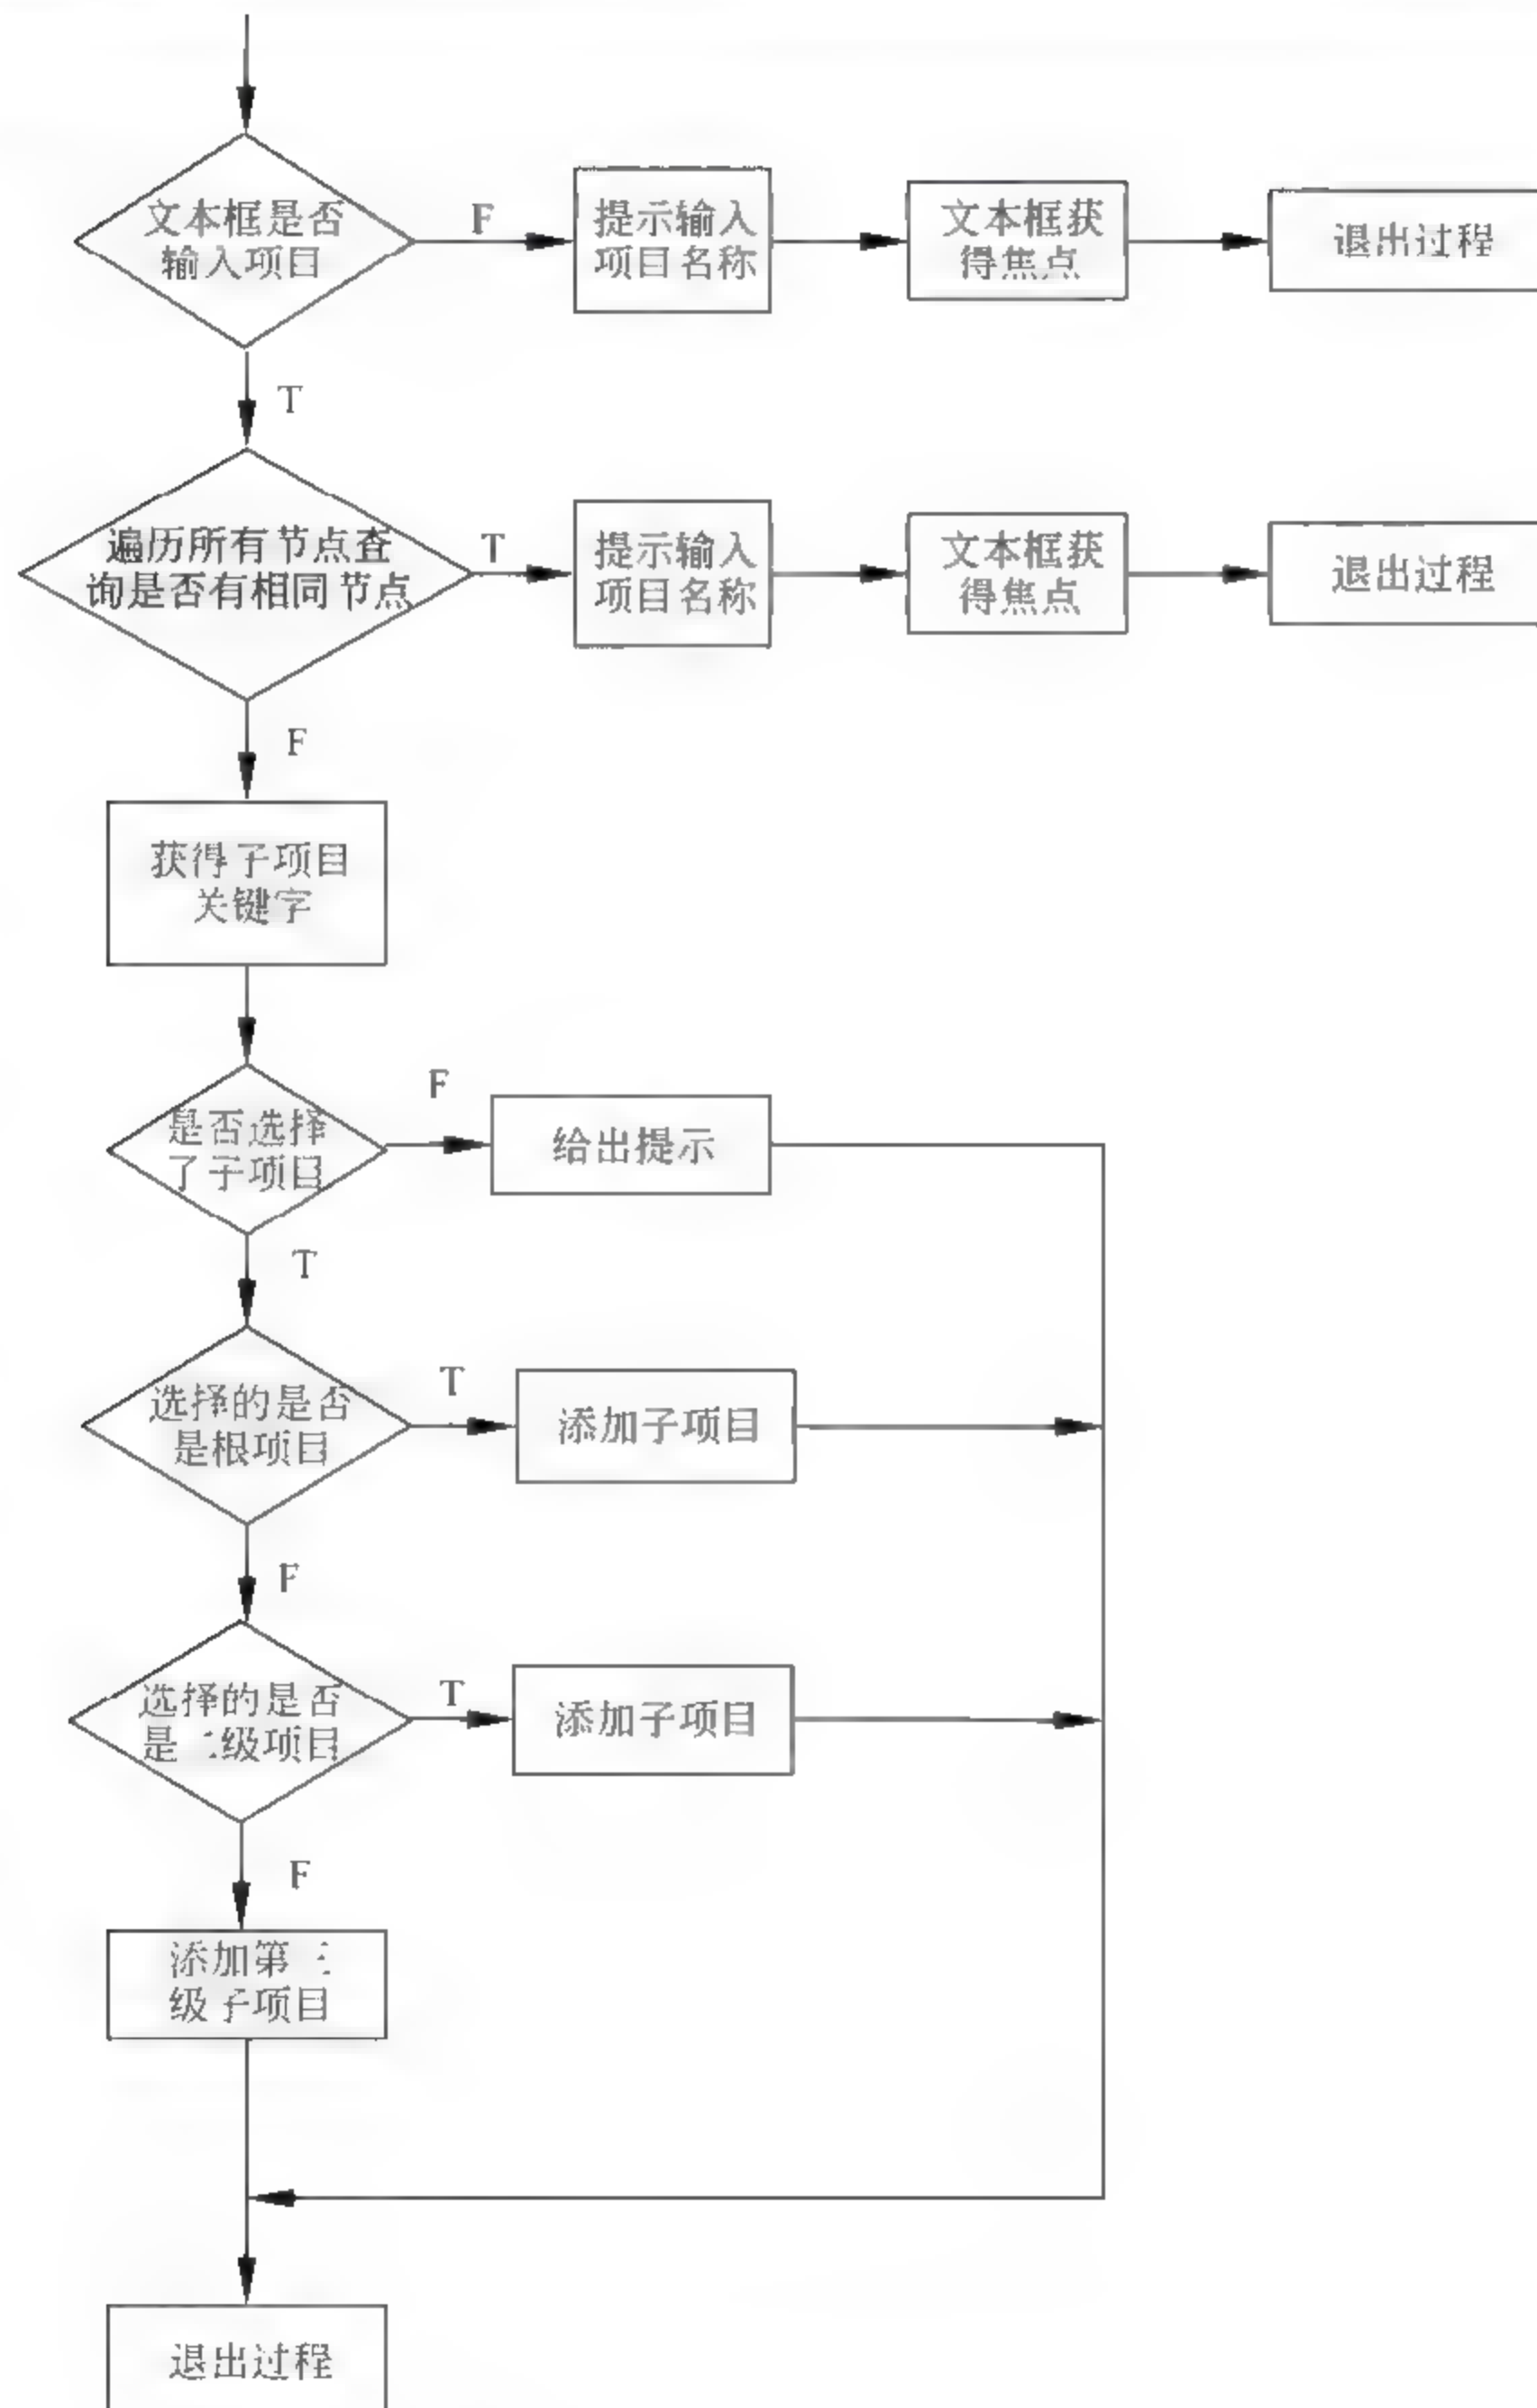 文本框是否
输入项目
F
提示输入
项目名称
文本框获
得焦点
退出过程
T
遍历所有节点查
询是否有相同节点
T
提示输入
项目名称
文本框获
得焦点
退出过程
F
获得子项目
关键字
是否选择
了子项目
F
给出提示
T
选择的是否
是根项目
T
添加子项目
F
选择的是否
是二级项目
T
添加子项目
F
添加第三
级子项目
退出过程